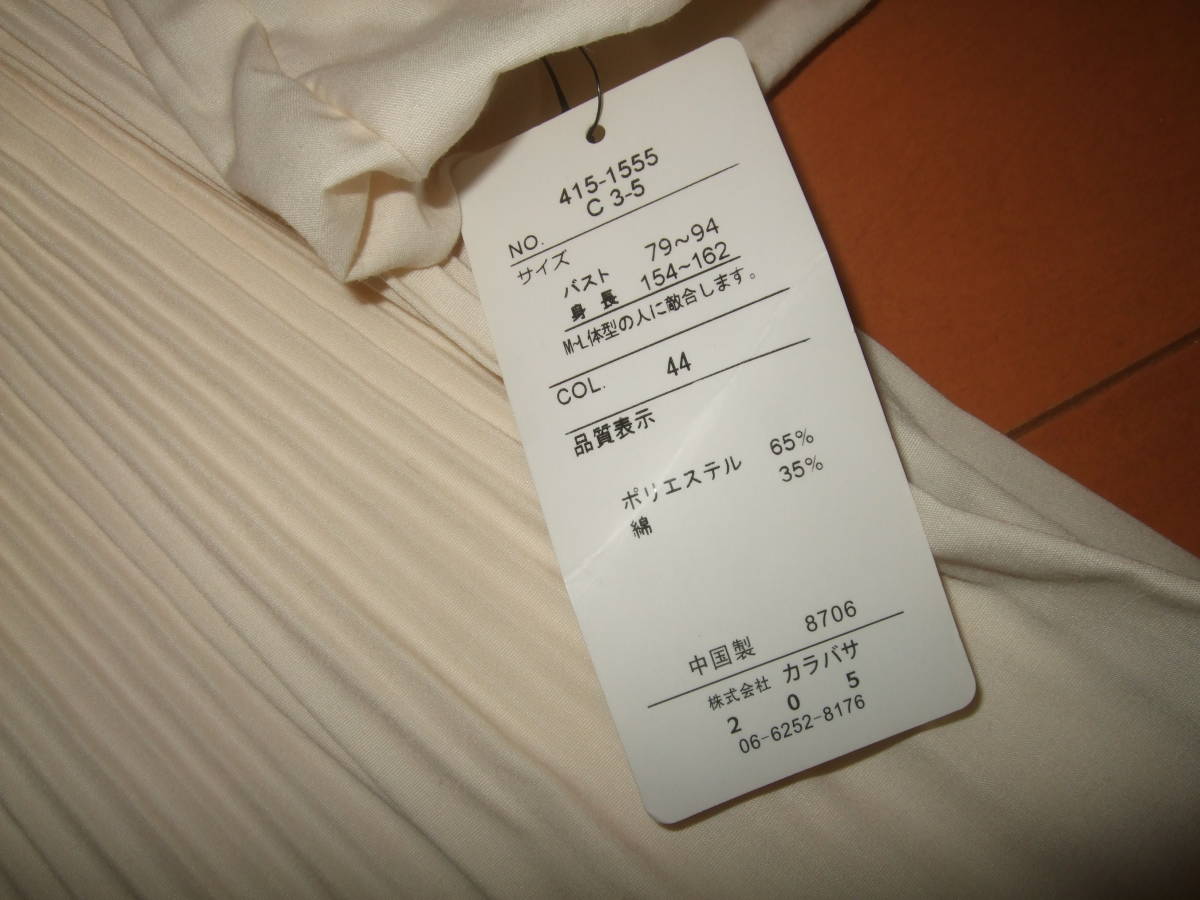 415-1555
NO. C 3-5
サイズ
バスト 79~94
身長 154~162
M~L体型の人に敵合します。
COL. 44
品質表示
ポリエステル 65%
綿 35%
中国製 8706
株式会社 カラバサ
2 0 5
06-6252-8176